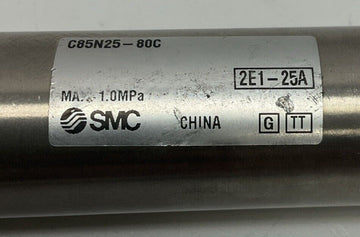 C85N25-80C
2E1-25A
MAX. 1.0MPa
SMC CHINA G TT